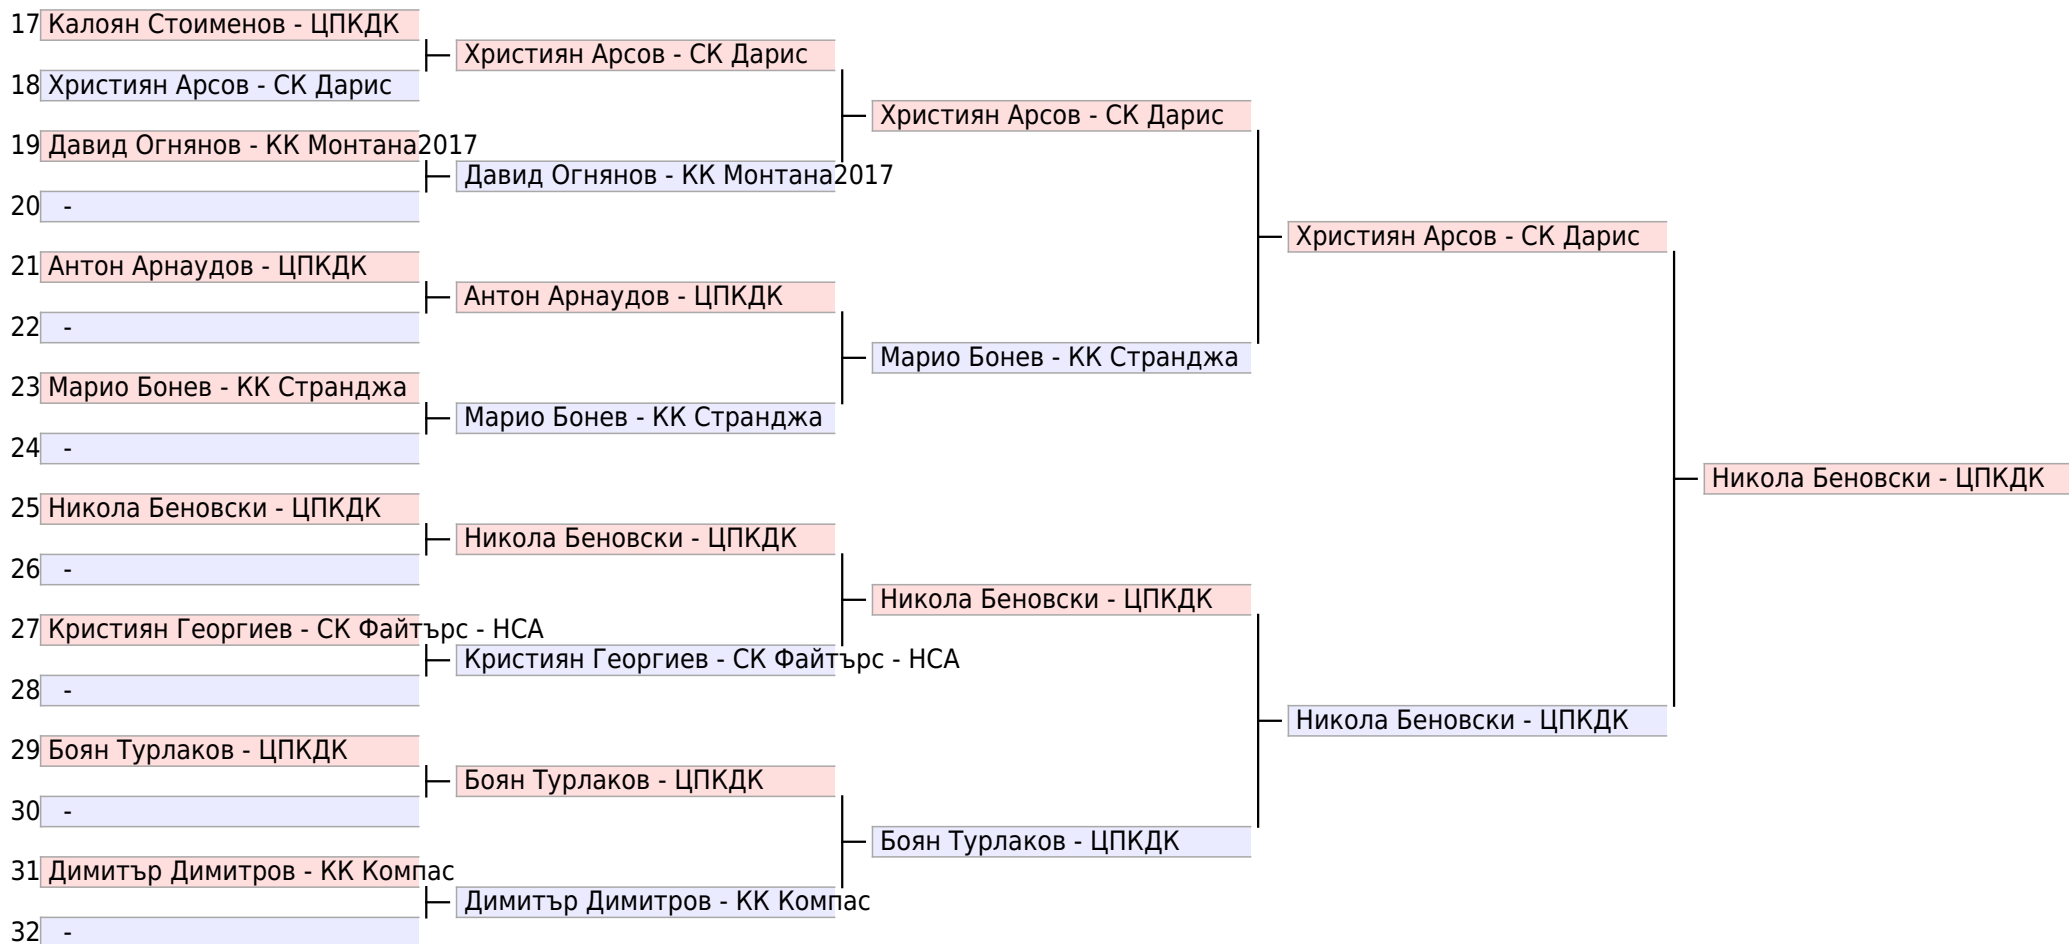 17 Калоян Стоименов - ЦПКДК
Християн Арсов - СК Дарис
18 Християн Арсов - СК Дарис
Християн Арсов - СК Дарис
19 Давид Огнянов - КК Монтана2017
Давид Огнянов - КК Монтана2017
20 -
Християн Арсов - СК Дарис
21 Антон Арнаудов - ЦПКДК
Антон Арнаудов - ЦПКДК
22 -
Марио Бонев - КК Странджа
23 Марио Бонев - КК Странджа
Марио Бонев - КК Странджа
24 -
Никола Беновски - ЦПКДК
25 Никола Беновски - ЦПКДК
Никола Беновски - ЦПКДК
26 -
Никола Беновски - ЦПКДК
27 Кристиян Георгиев - СК Файтърс - НСА
Кристиян Георгиев - СК Файтърс - НСА
28 -
Никола Беновски - ЦПКДК
29 Боян Турлаков - ЦПКДК
Боян Турлаков - ЦПКДК
30 -
Боян Турлаков - ЦПКДК
31 Димитър Димитров - КК Компас
Димитър Димитров - КК Компас
32 -